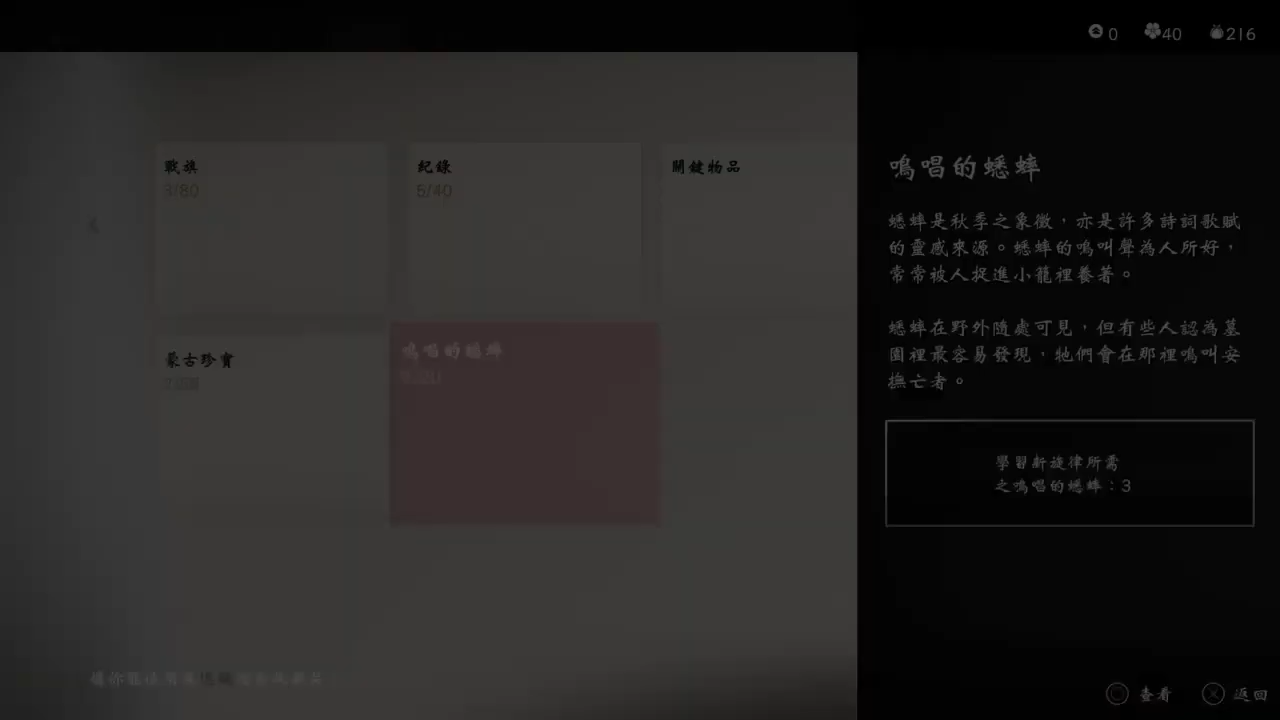 0 40 216
戰旗
3/80
紀錄
5/40
關鍵物品
蒙古珍寶
鳴唱的蟋蟀
鳴唱的蟋蟀
蟋蟀是秋季之象徵，亦是許多詩詞歌賦
的靈感來源。蟋蟀的鳴叫聲為人所好，
常常被人捉進小籠裡養著。
蟋蟀在野外隨處可見，但有些人認為墓
園裡最容易發現，牠們會在那裡鳴叫安
撫亡者。
學習新旋律所需
之鳴唱的蟋蟀：3
查看 返回